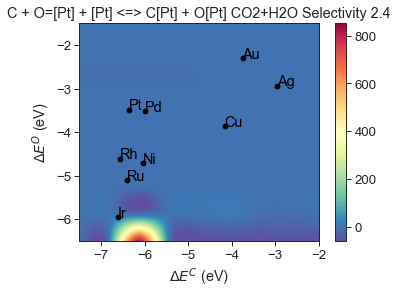 C + O=[Pt] + [Pt] <=> C[Pt] + O[Pt] CO2+H2O Selectivity 2.4
−2
−3
−4
−5
−6
ΔE^O (eV)
Au
Ag
Pt
Pd
Cu
Rh
Ni
Ru
Ir
−7
−6
−5
−4
−3
−2
ΔE^C (eV)
800
600
400
200
0